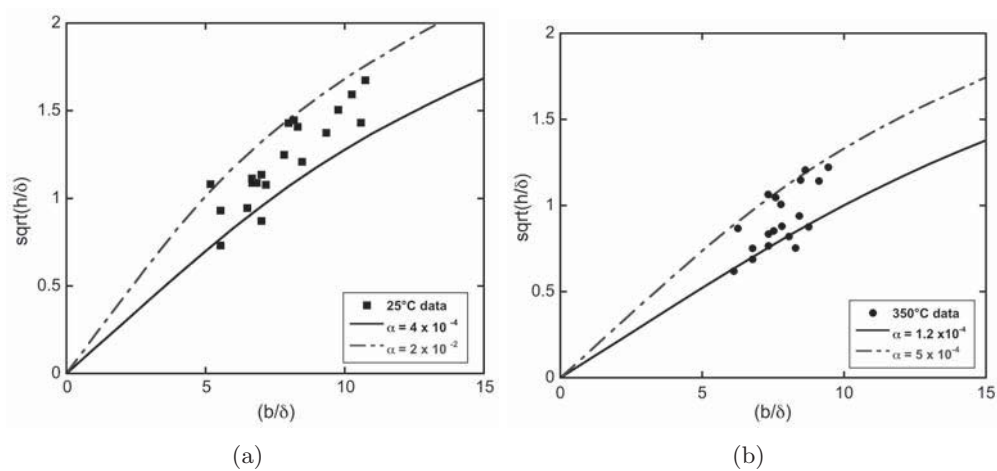 2
1.5
1
0.5
0
0 5 10 15
sqrt(h/δ)
(b/δ)
25°C data
α = 4 x 10 -4
α = 2 x 10 -2
(a)
2
1.5
1
0.5
0
0 5 10 15
sqrt(h/δ)
(b/δ)
350°C data
α = 1.2 x10-4
α = 5 x 10 -4
(b)